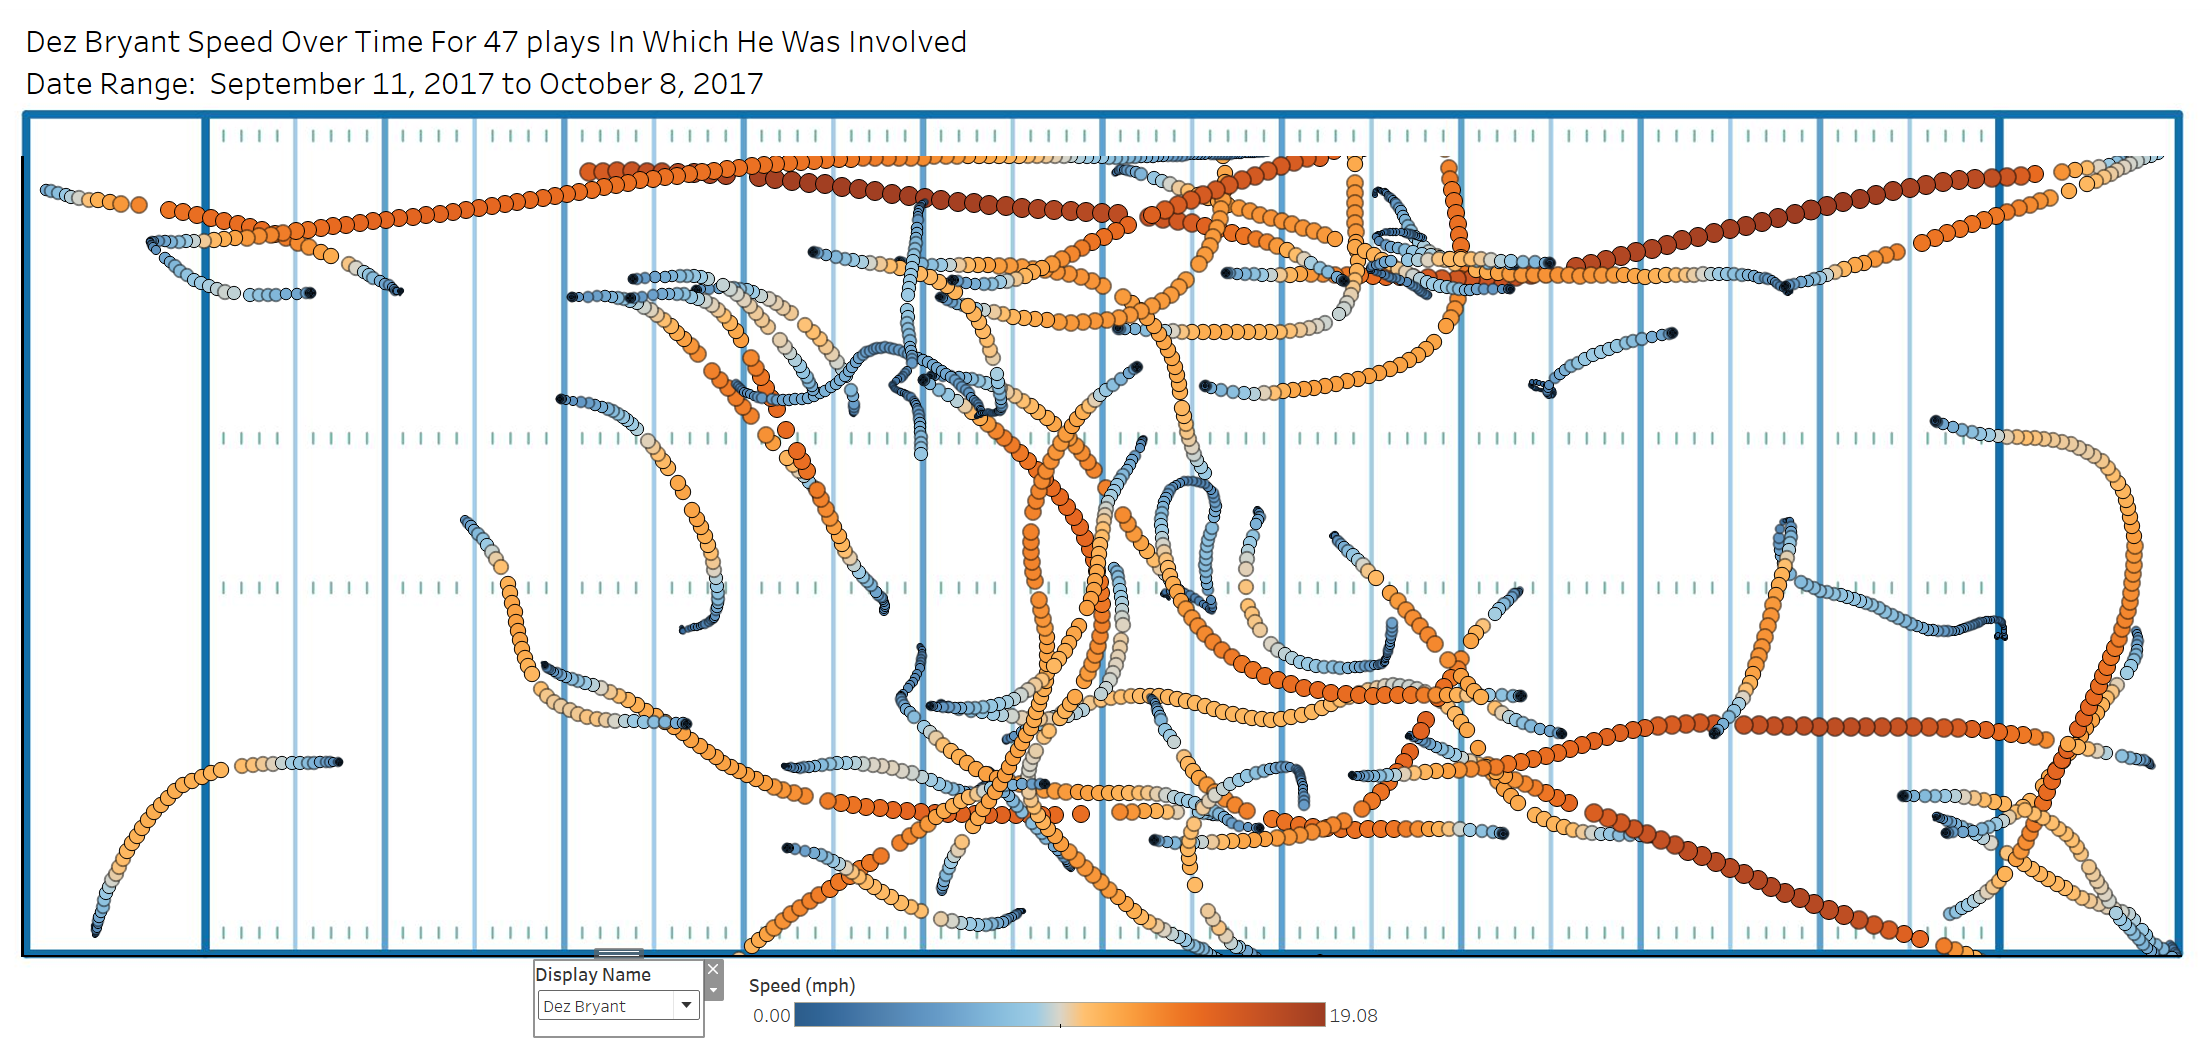 Dez Bryant Speed Over Time For 47 plays In Which He Was Involved
Date Range:  September 11, 2017 to October 8, 2017
Display Name
Dez Bryant
Speed (mph)
0.00 19.08